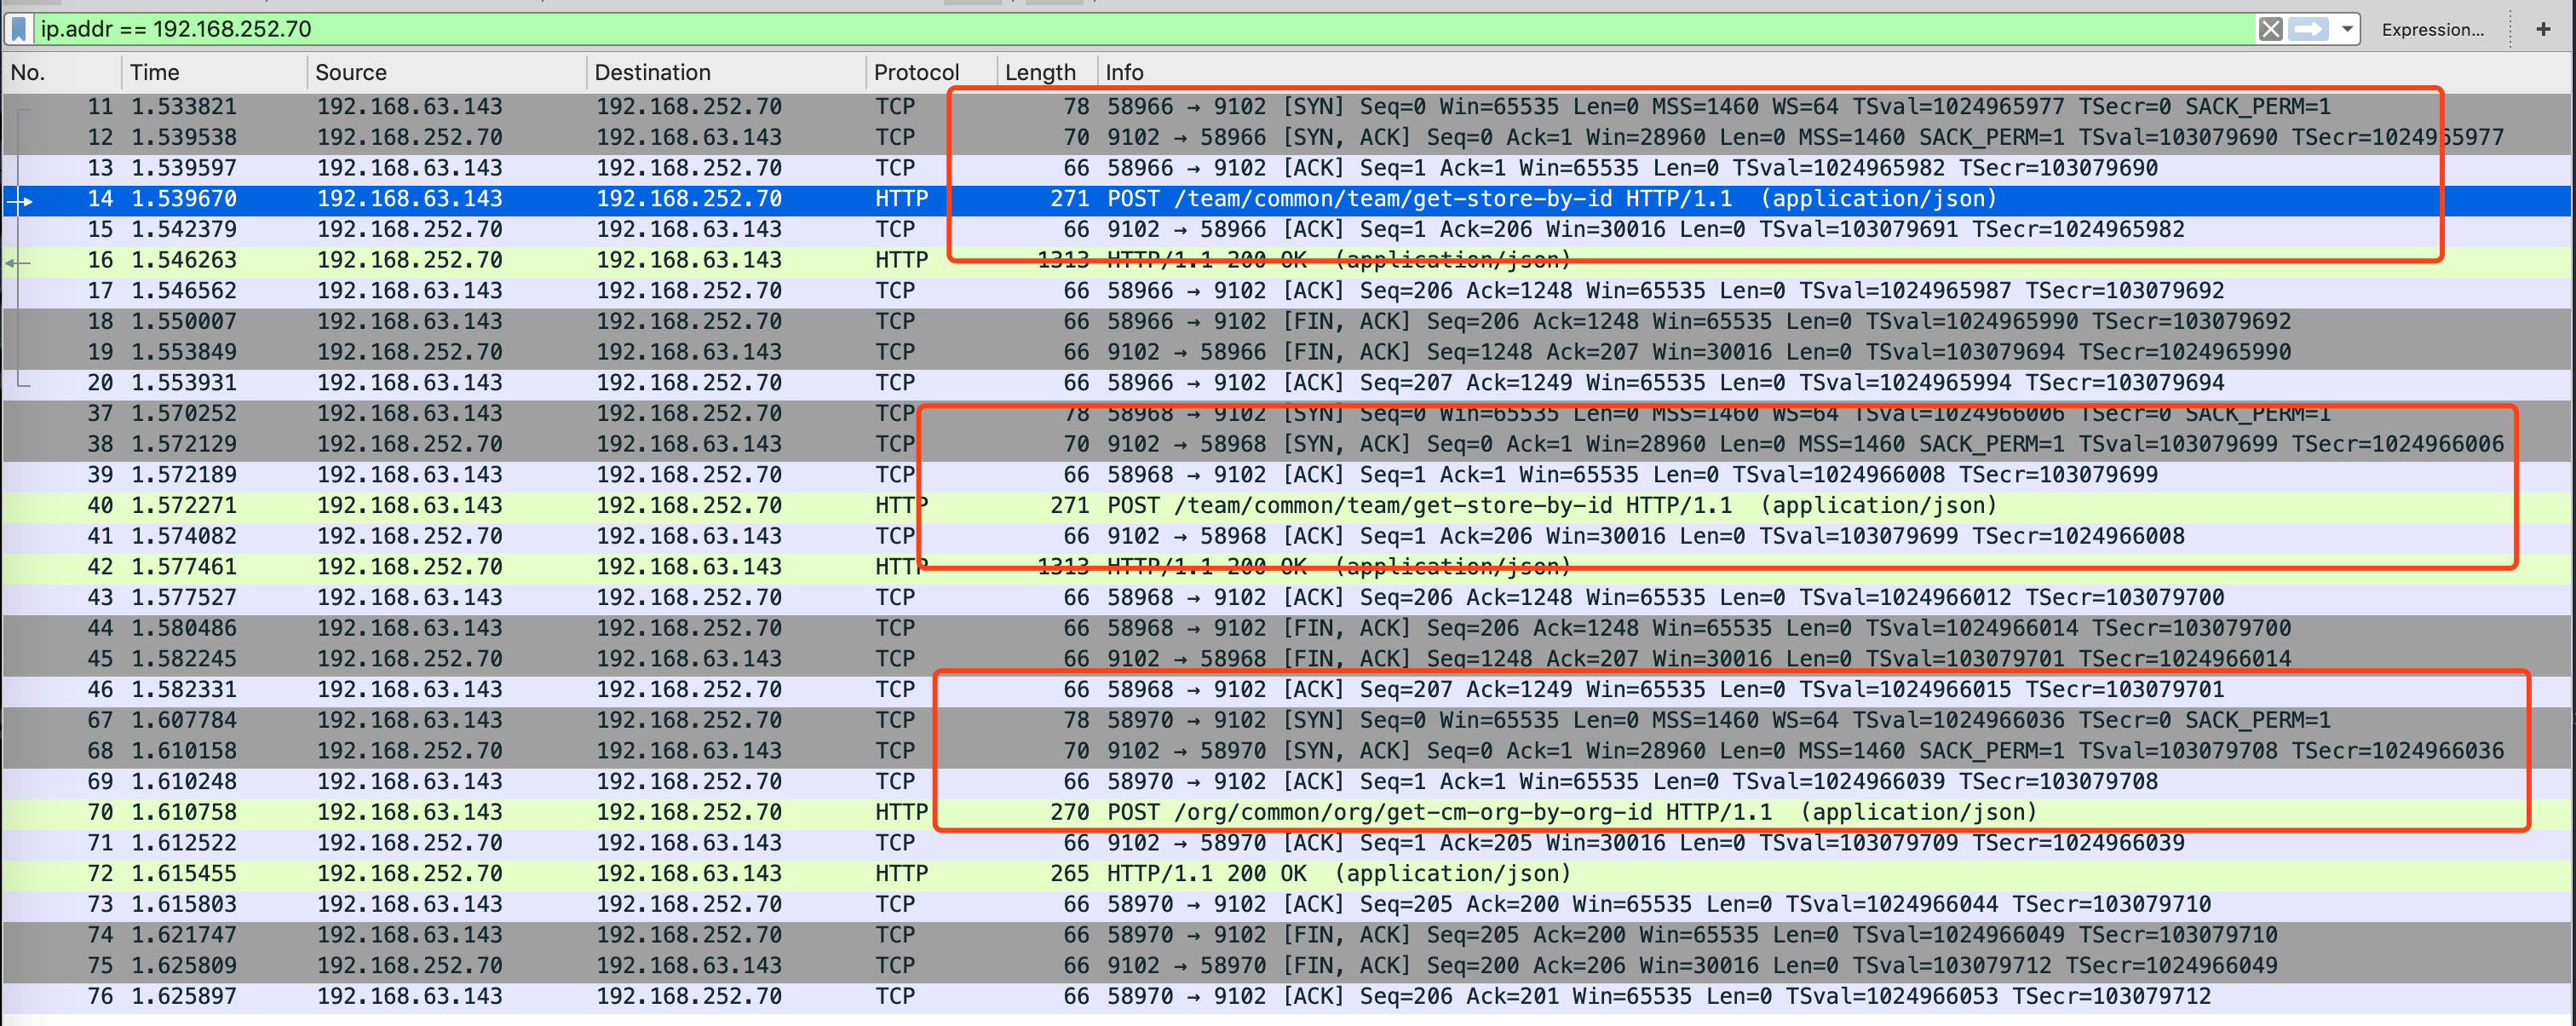 ip.addr == 192.168.252.70 Expression... +
No. Time Source Destination Protocol Length Info
11 1.533821 192.168.63.143 192.168.252.70 TCP 78 58966 → 9102 [SYN] Seq=0 Win=65535 Len=0 MSS=1460 WS=64 TSval=1024965977 TSecr=0 SACK_PERM=1
12 1.539538 192.168.252.70 192.168.63.143 TCP 70 9102 → 58966 [SYN, ACK] Seq=0 Ack=1 Win=28960 Len=0 MSS=1460 SACK_PERM=1 TSval=103079690 TSecr=1024965977
13 1.539597 192.168.63.143 192.168.252.70 TCP 66 58966 → 9102 [ACK] Seq=1 Ack=1 Win=65535 Len=0 TSval=1024965982 TSecr=103079690
14 1.539670 192.168.63.143 192.168.252.70 HTTP 271 POST /team/common/team/get-store-by-id HTTP/1.1 (application/json)
15 1.542379 192.168.252.70 192.168.63.143 TCP 66 9102 → 58966 [ACK] Seq=1 Ack=206 Win=30016 Len=0 TSval=103079691 TSecr=1024965982
16 1.546263 192.168.252.70 192.168.63.143 HTTP 1313 HTTP/1.1 200 OK (application/json)
17 1.546562 192.168.63.143 192.168.252.70 TCP 66 58966 → 9102 [ACK] Seq=206 Ack=1248 Win=65535 Len=0 TSval=1024965987 TSecr=103079692
18 1.550007 192.168.63.143 192.168.252.70 TCP 66 58966 → 9102 [FIN, ACK] Seq=206 Ack=1248 Win=65535 Len=0 TSval=1024965990 TSecr=103079692
19 1.553849 192.168.252.70 192.168.63.143 TCP 66 9102 → 58966 [FIN, ACK] Seq=1248 Ack=207 Win=30016 Len=0 TSval=103079694 TSecr=1024965990
20 1.553931 192.168.63.143 192.168.252.70 TCP 66 58966 → 9102 [ACK] Seq=207 Ack=1249 Win=65535 Len=0 TSval=1024965994 TSecr=103079694
37 1.570252 192.168.63.143 192.168.252.70 TCP 78 58968 → 9102 [SYN] Seq=0 Win=65535 Len=0 MSS=1460 WS=64 TSval=1024966006 TSecr=0 SACK_PERM=1
38 1.572129 192.168.252.70 192.168.63.143 TCP 70 9102 → 58968 [SYN, ACK] Seq=0 Ack=1 Win=28960 Len=0 MSS=1460 SACK_PERM=1 TSval=103079699 TSecr=1024966006
39 1.572189 192.168.63.143 192.168.252.70 TCP 66 58968 → 9102 [ACK] Seq=1 Ack=1 Win=65535 Len=0 TSval=1024966008 TSecr=103079699
40 1.572271 192.168.63.143 192.168.252.70 HTTP 271 POST /team/common/team/get-store-by-id HTTP/1.1 (application/json)
41 1.574082 192.168.252.70 192.168.63.143 TCP 66 9102 → 58968 [ACK] Seq=1 Ack=206 Win=30016 Len=0 TSval=103079699 TSecr=1024966008
42 1.577461 192.168.252.70 192.168.63.143 HTTP 1313 HTTP/1.1 200 OK (application/json)
43 1.577527 192.168.63.143 192.168.252.70 TCP 66 58968 → 9102 [ACK] Seq=206 Ack=1248 Win=65535 Len=0 TSval=1024966012 TSecr=103079700
44 1.580486 192.168.63.143 192.168.252.70 TCP 66 58968 → 9102 [FIN, ACK] Seq=206 Ack=1248 Win=65535 Len=0 TSval=1024966014 TSecr=103079700
45 1.582245 192.168.252.70 192.168.63.143 TCP 66 9102 → 58968 [FIN, ACK] Seq=1248 Ack=207 Win=30016 Len=0 TSval=103079701 TSecr=1024966014
46 1.582331 192.168.63.143 192.168.252.70 TCP 66 58968 → 9102 [ACK] Seq=207 Ack=1249 Win=65535 Len=0 TSval=1024966015 TSecr=103079701
67 1.607784 192.168.63.143 192.168.252.70 TCP 78 58970 → 9102 [SYN] Seq=0 Win=65535 Len=0 MSS=1460 WS=64 TSval=1024966036 TSecr=0 SACK_PERM=1
68 1.610158 192.168.252.70 192.168.63.143 TCP 70 9102 → 58970 [SYN, ACK] Seq=0 Ack=1 Win=28960 Len=0 MSS=1460 SACK_PERM=1 TSval=103079708 TSecr=1024966036
69 1.610248 192.168.63.143 192.168.252.70 TCP 66 58970 → 9102 [ACK] Seq=1 Ack=1 Win=65535 Len=0 TSval=1024966039 TSecr=103079708
70 1.610758 192.168.63.143 192.168.252.70 HTTP 270 POST /org/common/org/get-cm-org-by-org-id HTTP/1.1 (application/json)
71 1.612522 192.168.252.70 192.168.63.143 TCP 66 9102 → 58970 [ACK] Seq=1 Ack=205 Win=30016 Len=0 TSval=103079709 TSecr=1024966039
72 1.615455 192.168.252.70 192.168.63.143 HTTP 265 HTTP/1.1 200 OK (application/json)
73 1.615803 192.168.63.143 192.168.252.70 TCP 66 58970 → 9102 [ACK] Seq=205 Ack=200 Win=65535 Len=0 TSval=1024966044 TSecr=103079710
74 1.621747 192.168.63.143 192.168.252.70 TCP 66 58970 → 9102 [FIN, ACK] Seq=205 Ack=200 Win=65535 Len=0 TSval=1024966049 TSecr=103079710
75 1.625809 192.168.252.70 192.168.63.143 TCP 66 9102 → 58970 [FIN, ACK] Seq=200 Ack=206 Win=30016 Len=0 TSval=103079712 TSecr=1024966049
76 1.625897 192.168.63.143 192.168.252.70 TCP 66 58970 → 9102 [ACK] Seq=206 Ack=201 Win=65535 Len=0 TSval=1024966053 TSecr=103079712